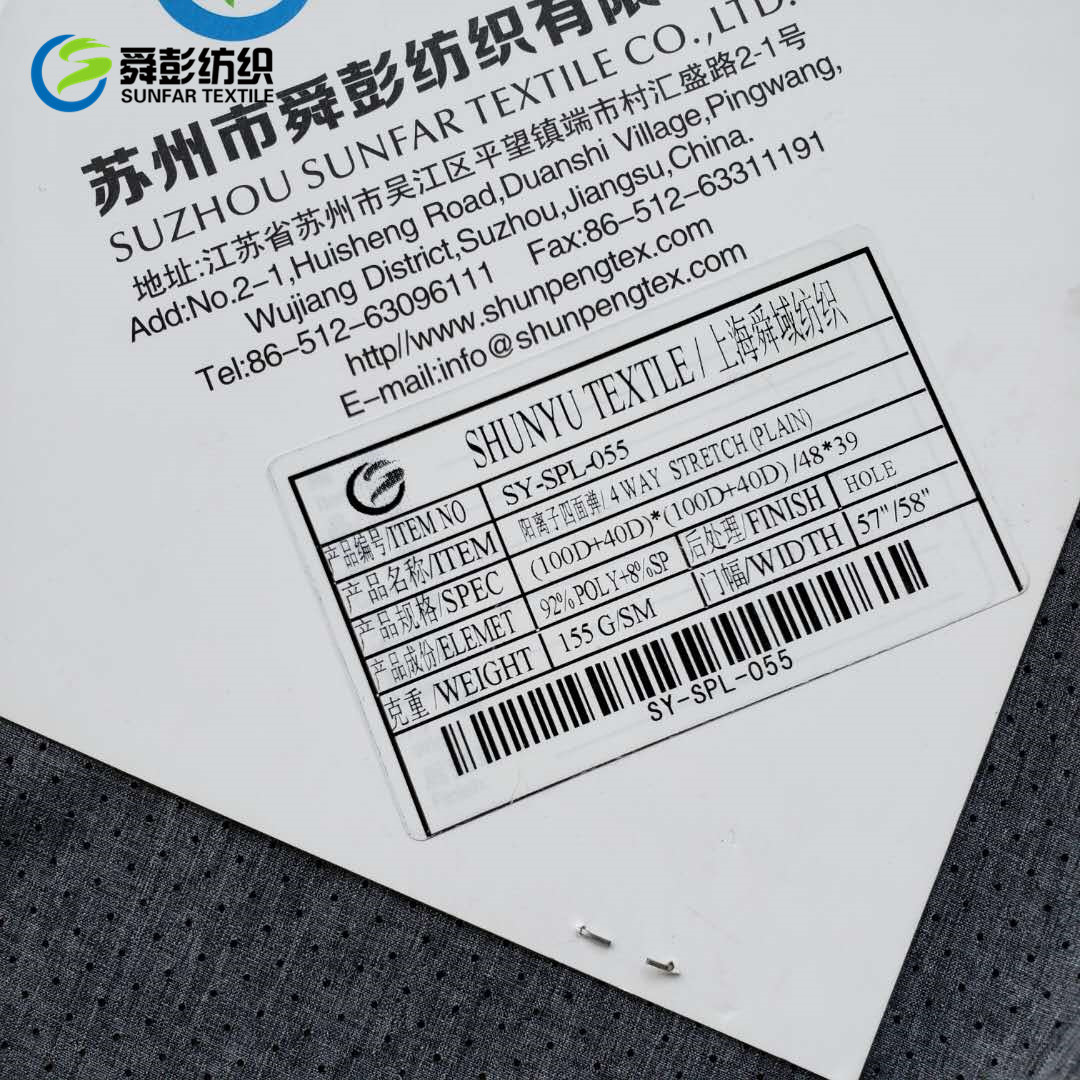 舜彭纺织
SUNFAR TEXTILE
苏州市舜彭纺织有限
SUZHOU SUNFAR TEXTILE CO.,LTD.
地址:江苏省苏州市吴江区平望镇端市村汇盛路2-1号
Add:No.2-1,Huisheng Road,Duanshi Village,Pingwang,
Wujiang District,Suzhou,Jiangsu,China.
Tel:86-512-63096111 Fax:86-512-63311191
http//www.shunpengtex.com
E-mail:info@shunpengtex.com
SHUNYU TEXTLE/上海舜域纺织
产品编号/ITEM NO SY-SPL-055
产品名称/ITEM 阳离子四面弹/4 WAY STRETCH(PLAIN)
产品规格/SPEC (100D+40D)*(100D+40D)/48*39
产品成份/ELEMET 92%POLY+8%SP 后处理/FINISH HOLE
克重/WEIGHT 155 G/SM 门幅/WIDTH 57"/58"
SY-SPL-055